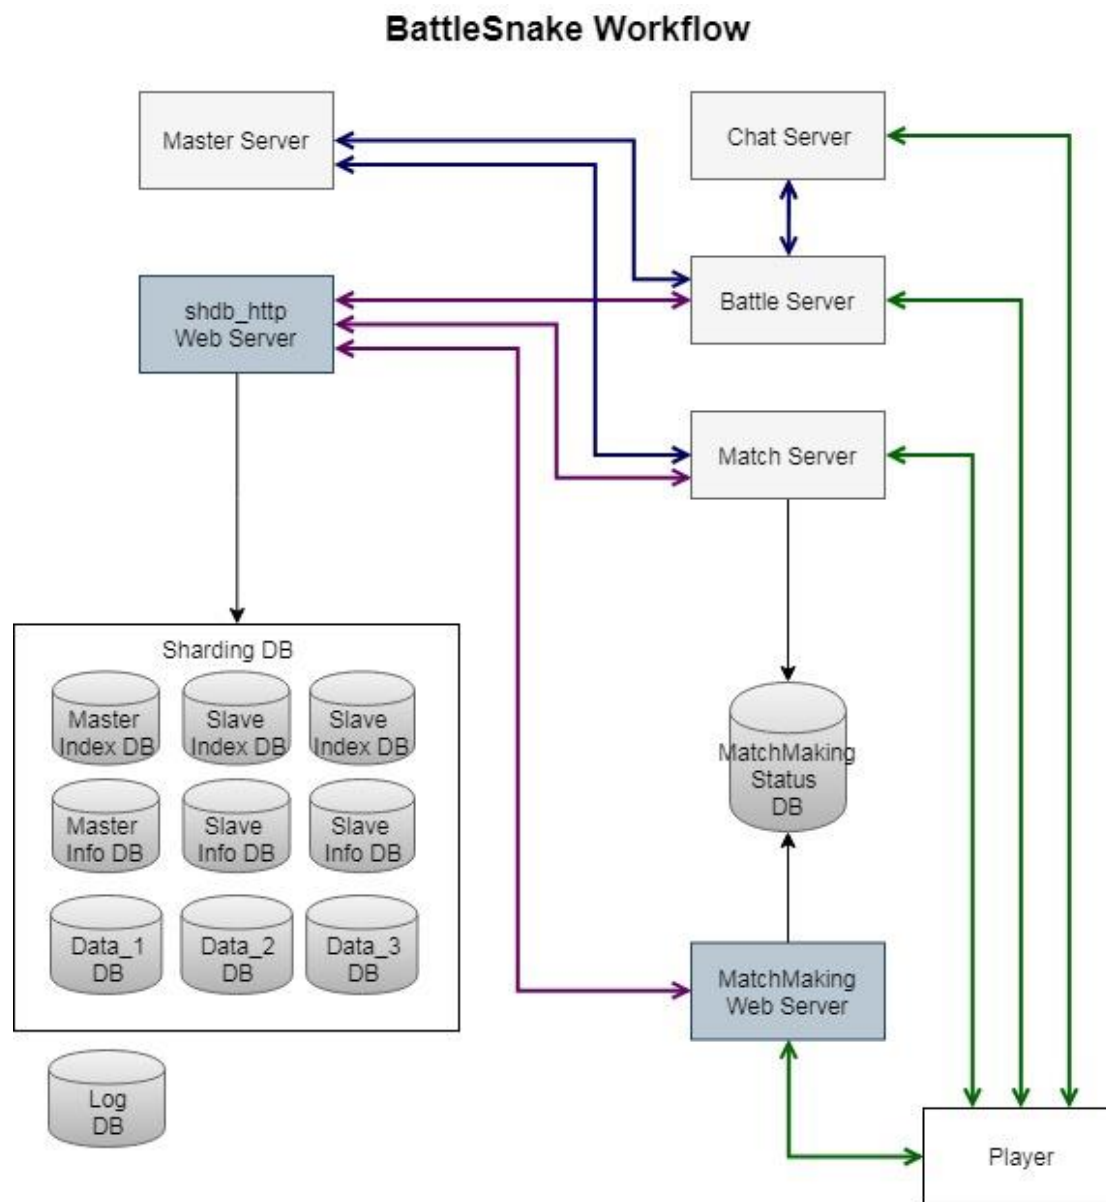 BattleSnake Workflow
Master Server
Chat Server
shdb_http
Web Server
Battle Server
Match Server
Sharding DB
Master
Index DB
Slave
Index DB
Slave
Index DB
Master
Info DB
Slave
Info DB
Slave
Info DB
Data_1
DB
Data_2
DB
Data_3
DB
MatchMaking
Status
DB
MatchMaking
Web Server
Log
DB
Player